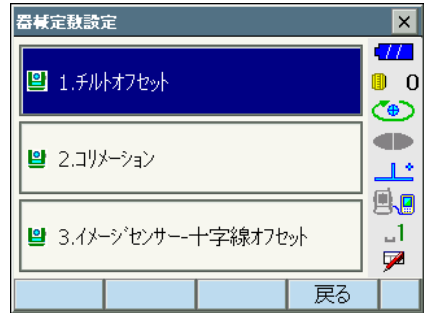 器械定数設定
1.チルトオフセット
0
2.コリメーション
3.イメージセンサー-十字線オフセット
1
戻る